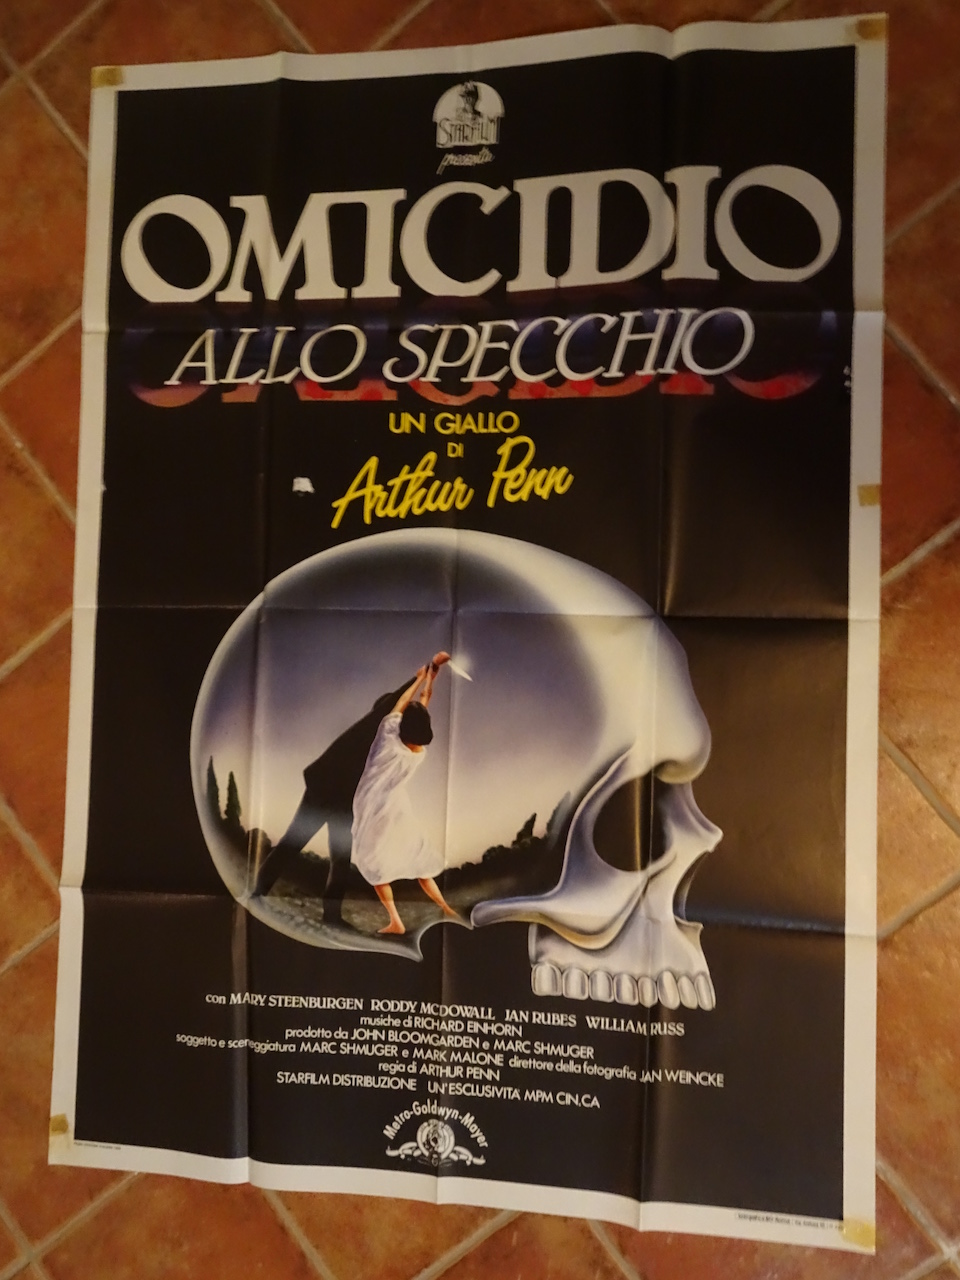 STARFILM
presenta
OMICIDIO
ALLO SPECCHIO
UN GIALLO
DI
Arthur Penn
con MARY STEENBURGEN RODDY MCDOWALL JAN RUBES WILLIAM RUSS
musiche di RICHARD EINHORN
prodotto da JOHN BLOOMGARDEN e MARC SHMUGER
soggetto e sceneggiatura MARC SHMUGER e MARK MALONE direttore della fotografia JAN WEINCKE
regia di ARTHUR PENN
STARFILM DISTRIBUZIONE UN'ESCLUSIVITÀ MPM CIN.CA
Metro-Goldwyn-Mayer